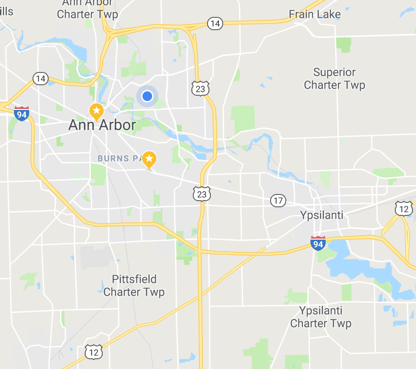 Ann Arbor
Charter Twp
ills
14
Frain Lake
14
23
Superior
Charter Twp
94
Ann Arbor
BURNS PA
23
17
Ypsilanti
12
94
Pittsfield
Charter Twp
Ypsilanti
Charter Twp
12